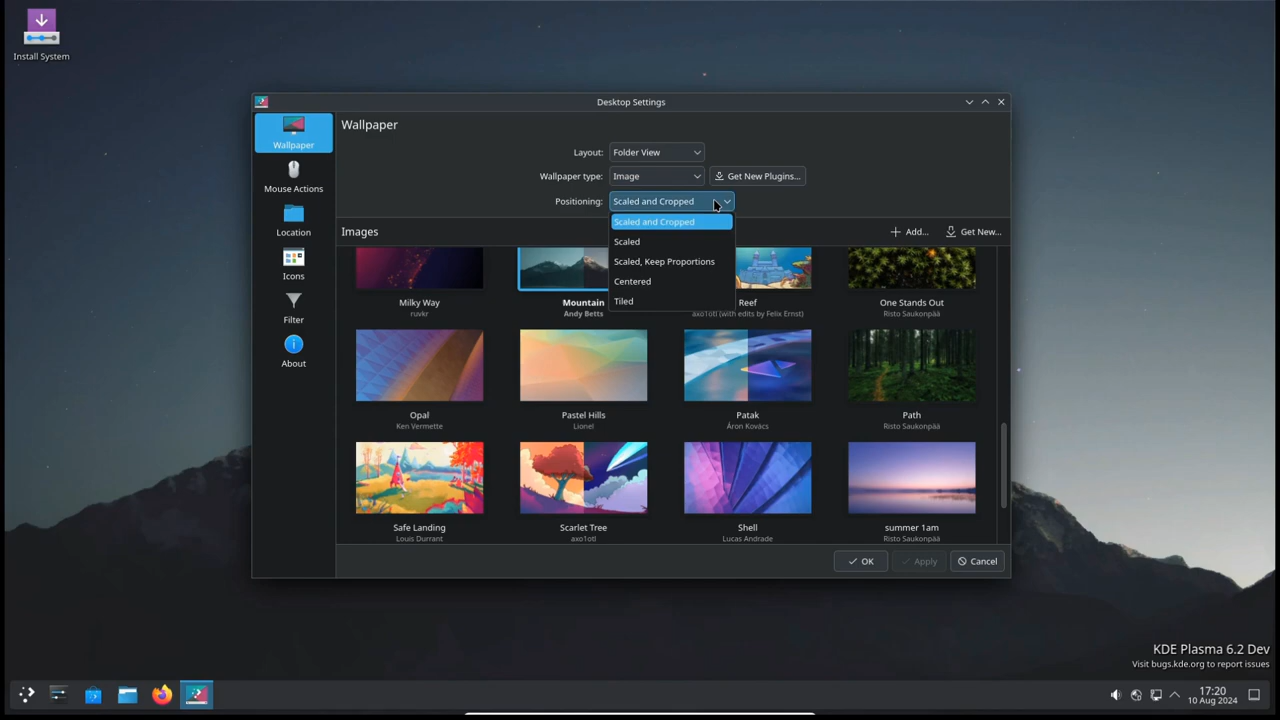 Install System
Desktop Settings
Wallpaper
Mouse Actions
Location
Icons
Filter
About
Wallpaper
Layout: Folder View
Wallpaper type: Image Get New Plugins...
Positioning: Scaled and Cropped
Scaled and Cropped
Scaled
Scaled, Keep Proportions
Centered
Tiled
Images Add... Get New...
Milky Way
ruvkr
Mountain
Andy Betts
Reef
axo1otl (with edits by Felix Ernst)
One Stands Out
Risto Saukonpää
Opal
Ken Vermette
Pastel Hills
Lionel
Patak
Áron Kovács
Path
Risto Saukonpää
Safe Landing
Louis Durrant
Scarlet Tree
axo1otl
Shell
Lucas Andrade
summer 1am
Risto Saukonpää
OK Apply Cancel
KDE Plasma 6.2 Dev
Visit bugs.kde.org to report issues
17:20
10 Aug 2024